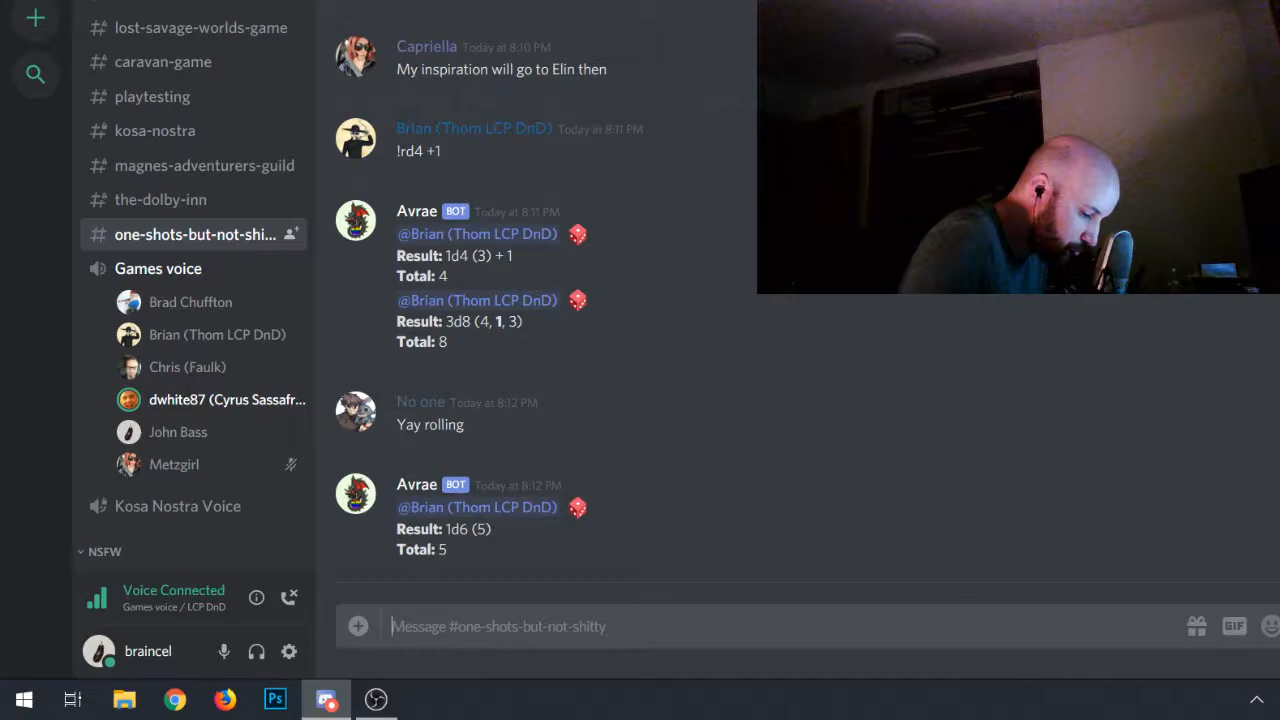 lost-savage-worlds-game
caravan-game
playtesting
kosa-nostra
magnes-adventurers-guild
the-dolby-inn
one-shots-but-not-shi...
Games voice
Brad Chuffton
Brian (Thom LCP DnD)
Chris (Faulk)
dwhite87 (Cyrus Sassafr...
John Bass
Metzgirl
Kosa Nostra Voice
NSFW
Voice Connected
Games voice / LCP DnD
braincel
Capriella Today at 8:10 PM
My inspiration will go to Elin then
Brian (Thom LCP DnD) Today at 8:11 PM
!rd4 +1
Avrae BOT Today at 8:11 PM
@Brian (Thom LCP DnD)
Result: 1d4 (3) + 1
Total: 4
@Brian (Thom LCP DnD)
Result: 3d8 (4, 1, 3)
Total: 8
No one Today at 8:12 PM
Yay rolling
Avrae BOT Today at 8:12 PM
@Brian (Thom LCP DnD)
Result: 1d6 (5)
Total: 5
Message #one-shots-but-not-shitty
GIF
Ps